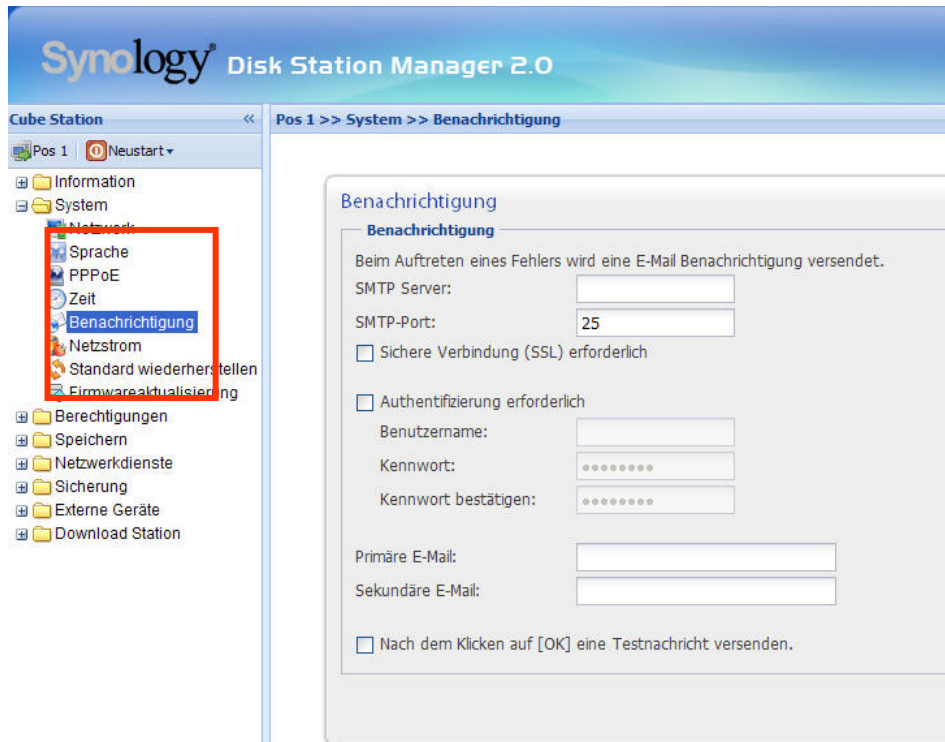 Synology Disk Station Manager 2.0
Cube Station «
Pos 1 >> System >> Benachrichtigung
Pos 1 Neustart
Information
System
Netzwerk
Sprache
PPPoE
Zeit
Benachrichtigung
Netzstrom
Standard wiederherstellen
Firmwareaktualisierung
Berechtigungen
Speichern
Netzwerkdienste
Sicherung
Externe Geräte
Download Station
Benachrichtigung
Benachrichtigung
Beim Auftreten eines Fehlers wird eine E-Mail Benachrichtigung versendet.
SMTP Server:
SMTP-Port: 25
Sichere Verbindung (SSL) erforderlich
Authentifizierung erforderlich
Benutzername:
Kennwort: ●●●●●●●●
Kennwort bestätigen: ●●●●●●●●
Primäre E-Mail:
Sekundäre E-Mail:
Nach dem Klicken auf [OK] eine Testnachricht versenden.